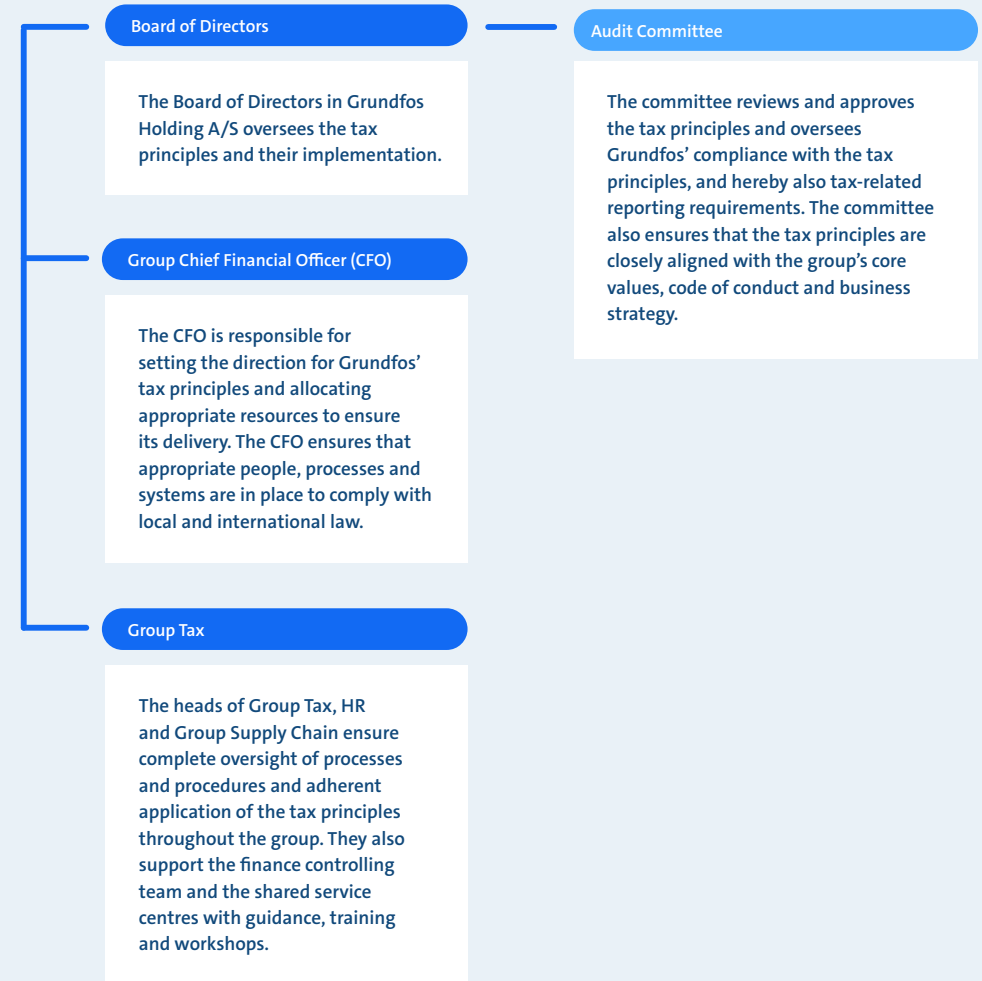 Board of Directors
The Board of Directors in Grundfos
Holding A/S oversees the tax
principles and their implementation.
Audit Committee
The committee reviews and approves
the tax principles and oversees
Grundfos’ compliance with the tax
principles, and hereby also tax-related
reporting requirements. The committee
also ensures that the tax principles are
closely aligned with the group’s core
values, code of conduct and business
strategy.
Group Chief Financial Officer (CFO)
The CFO is responsible for
setting the direction for Grundfos’
tax principles and allocating
appropriate resources to ensure
its delivery. The CFO ensures that
appropriate people, processes and
systems are in place to comply with
local and international law.
Group Tax
The heads of Group Tax, HR
and Group Supply Chain ensure
complete oversight of processes
and procedures and adherent
application of the tax principles
throughout the group. They also
support the finance controlling
team and the shared service
centres with guidance, training
and workshops.